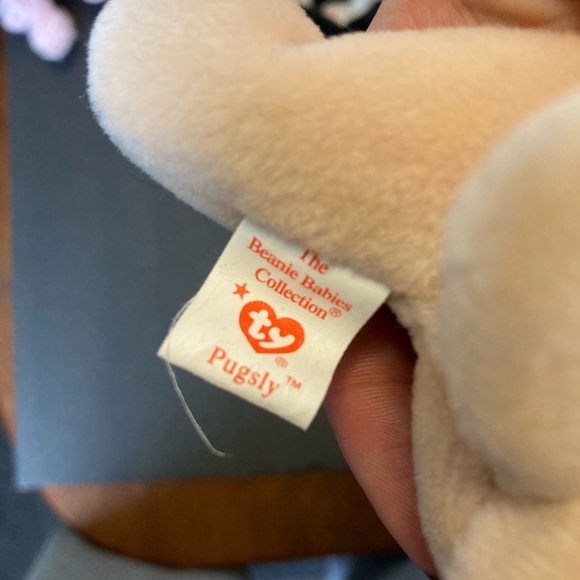 The
Beanie Babies
Collection®
ty
®
Pugsly™